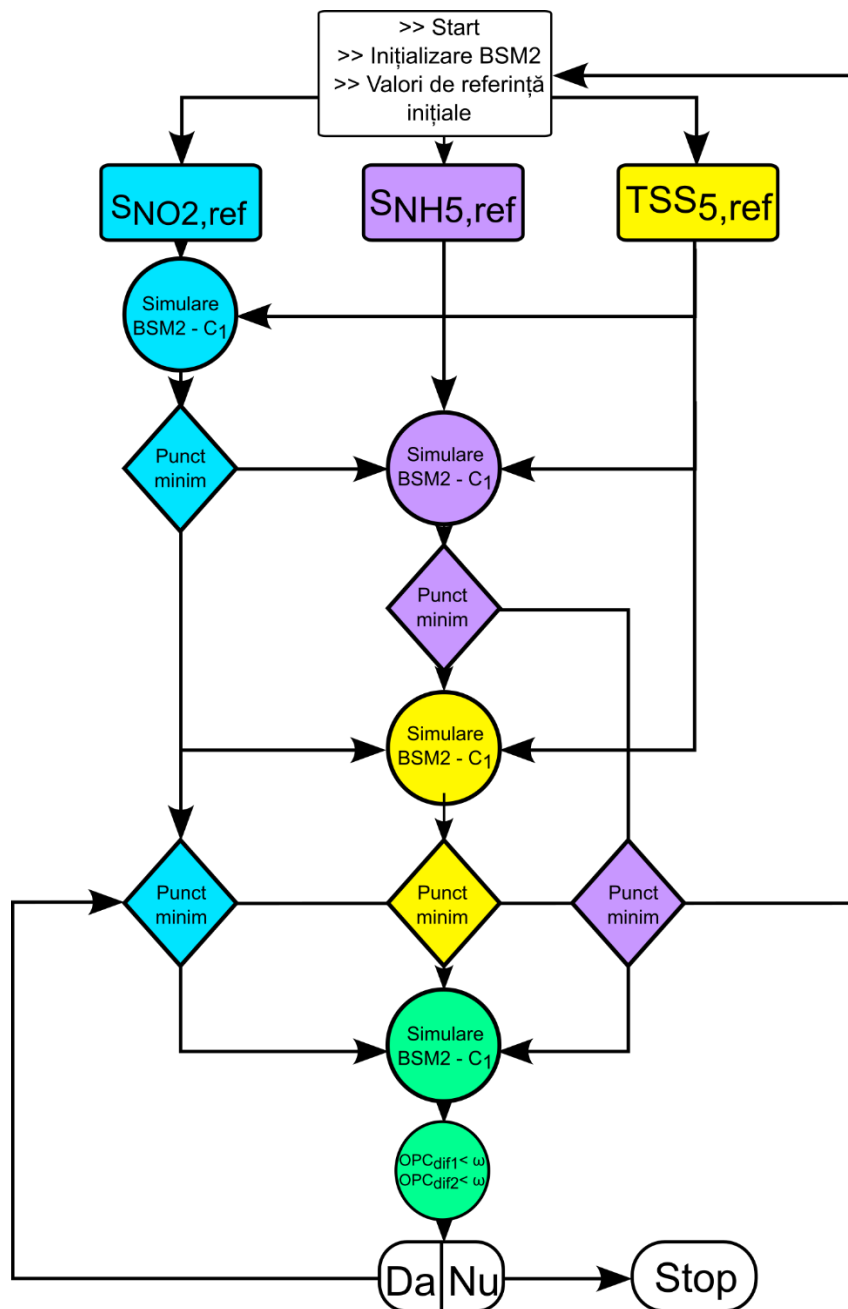 >> Start
>> Inițializare BSM2
>> Valori de referință
inițiale
SNO2,ref
SNH5,ref
TSS5,ref
Simulare
BSM2 - C1
Punct
minim
Simulare
BSM2 - C1
Punct
minim
Simulare
BSM2 - C1
Punct
minim
Punct
minim
Punct
minim
Simulare
BSM2 - C1
OPCdif1< ω
OPCdif2< ω
Da
Nu
Stop